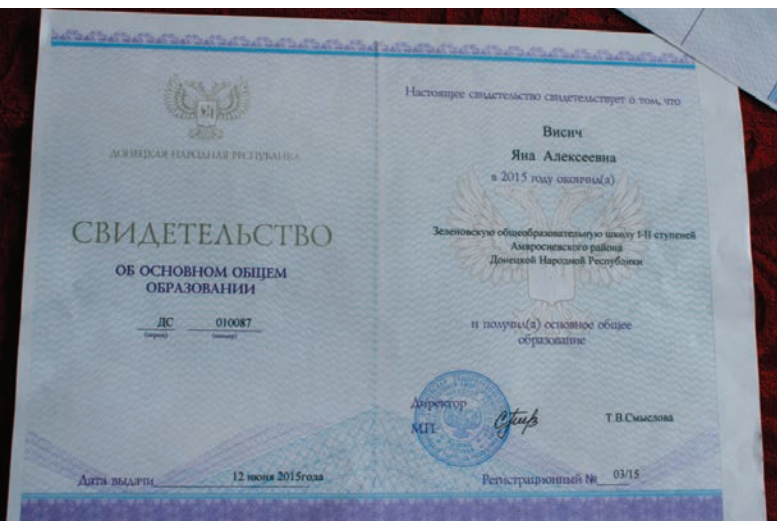 ДОНЕЦКАЯ НАРОДНАЯ РЕСПУБЛИКА
СВИДЕТЕЛЬСТВО
ОБ ОСНОВНОМ ОБЩЕМ
ОБРАЗОВАНИИ
ДС 010087
(серия) (номер)
Дата выдачи 12 июня 2015года
Настоящее свидетельство свидетельствует о том, что
Висич
Яна Алексеевна
в 2015 году окончил(а)
Зеленовскую общеобразовательную школу I-II ступеней
Амвросиевского района
Донецкой Народной Республики
и получил(а) основное общее
образование
Директор
М.П.
Т.В.Смыслова
Регистрационный № 03/15